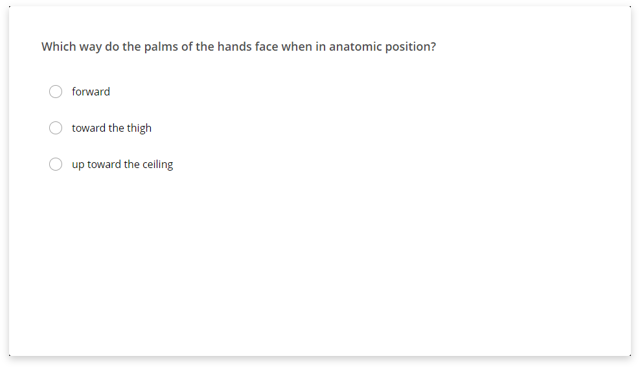 Which way do the palms of the hands face when in anatomic position?
forward
toward the thigh
up toward the ceiling